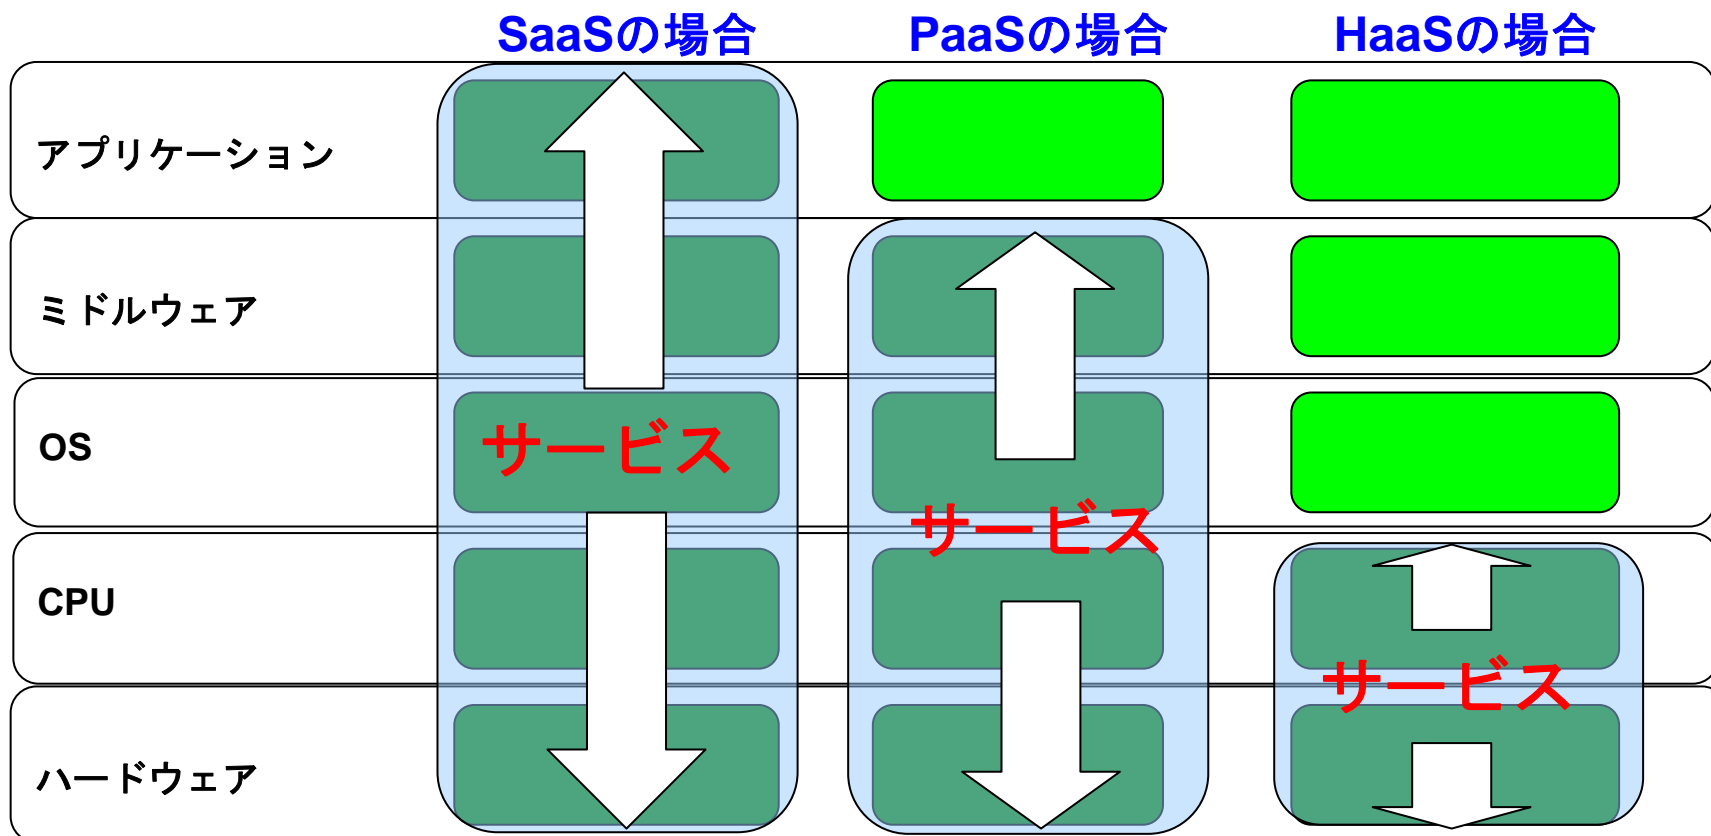 SaaSの場合 PaaSの場合 HaaSの場合
アプリケーション
ミドルウェア
OS
サービス
サービス
CPU
サービス
ハードウェア